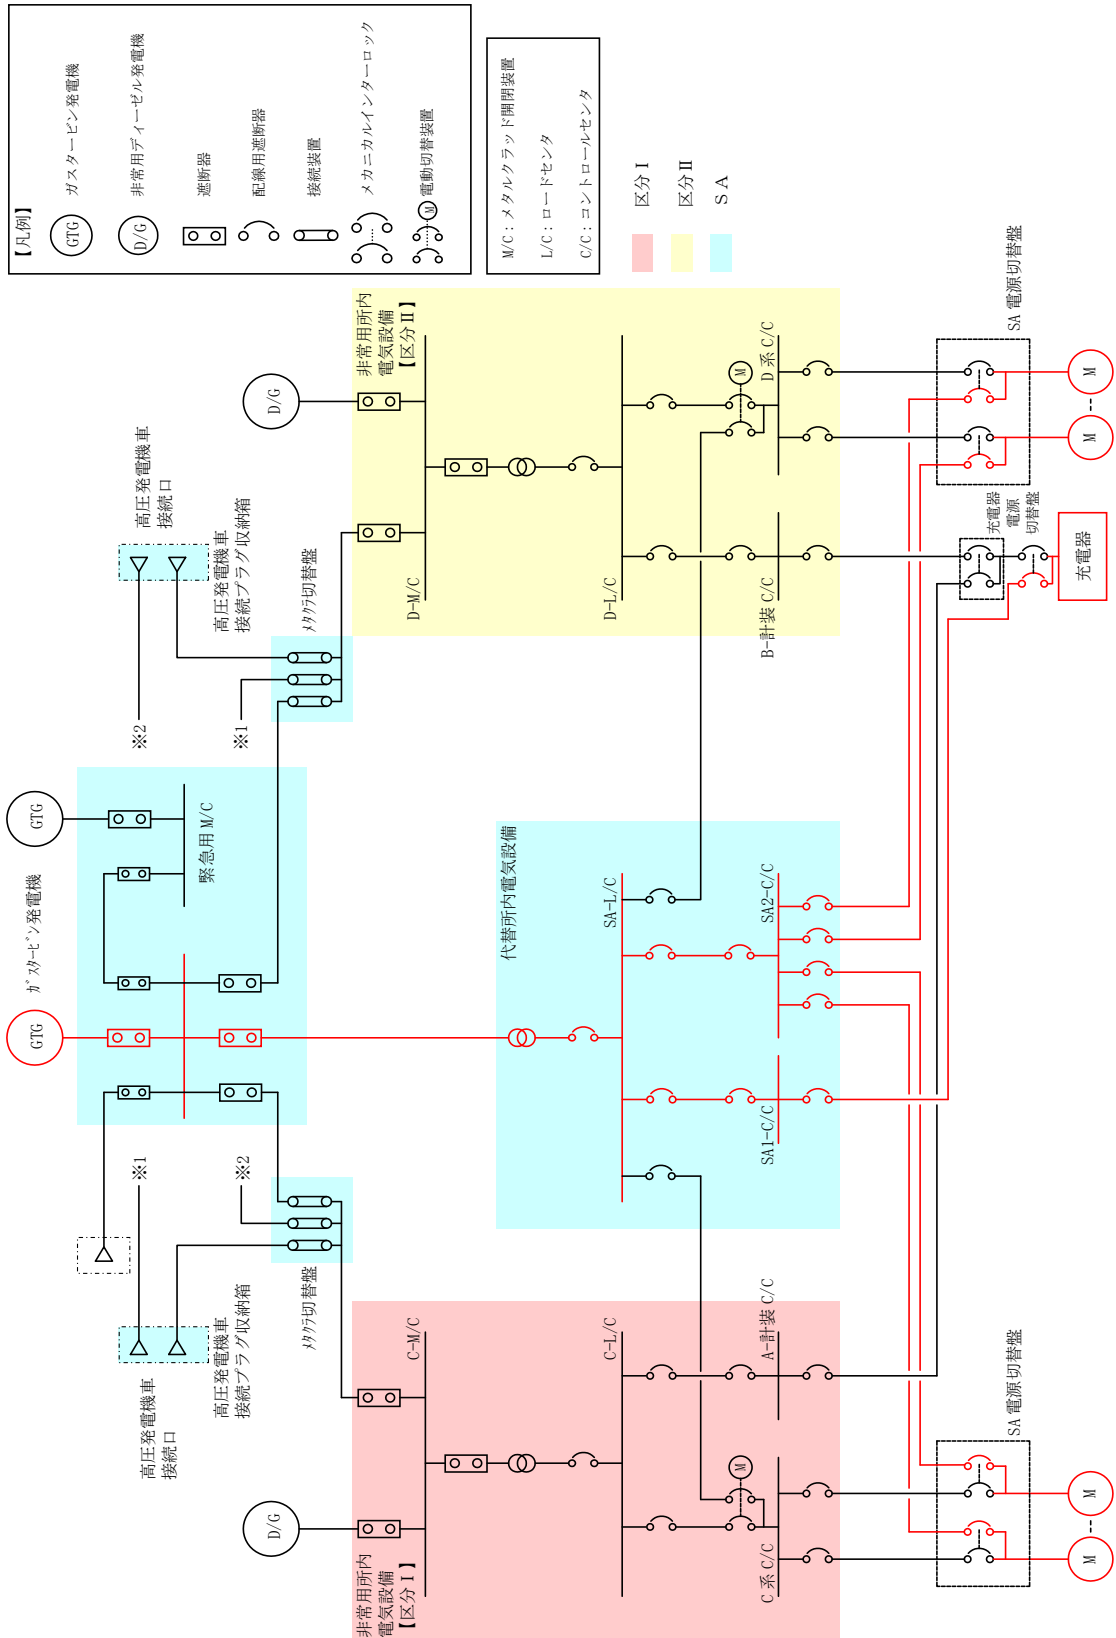 【凡例】
GTG
ガスタービン発電機
D/G
非常用ディーゼル発電機
遮断器
配線用遮断器
接続装置
メカニカルインターロック
M
電動切替装置
M/C：メタルクラッド開閉装置
L/C：ロードセンタ
C/C：コントロールセンタ
区分Ⅰ
区分Ⅱ
ＳＡ
ｶﾞｽﾀｰﾋﾞﾝ発電機
GTG
GTG
緊急用 M/C
高圧発電機車
接続口
高圧発電機車
接続プラグ収納箱
※2
※1
ﾒﾀｸﾗ切替盤
高圧発電機車
接続口
高圧発電機車
接続プラグ収納箱
※1
※2
ﾒﾀｸﾗ切替盤
D/G
非常用所内
電気設備
【区分Ⅰ】
C-M/C
C-L/C
M
C 系 C/C
A-計装 C/C
代替所内電気設備
SA-L/C
SA1-C/C
SA2-C/C
D/G
非常用所内
電気設備
【区分Ⅱ】
D-M/C
D-L/C
M
B-計装 C/C
D 系 C/C
SA 電源切替盤
M
M
充電器
電源
切替盤
充電器
SA 電源切替盤
M
M